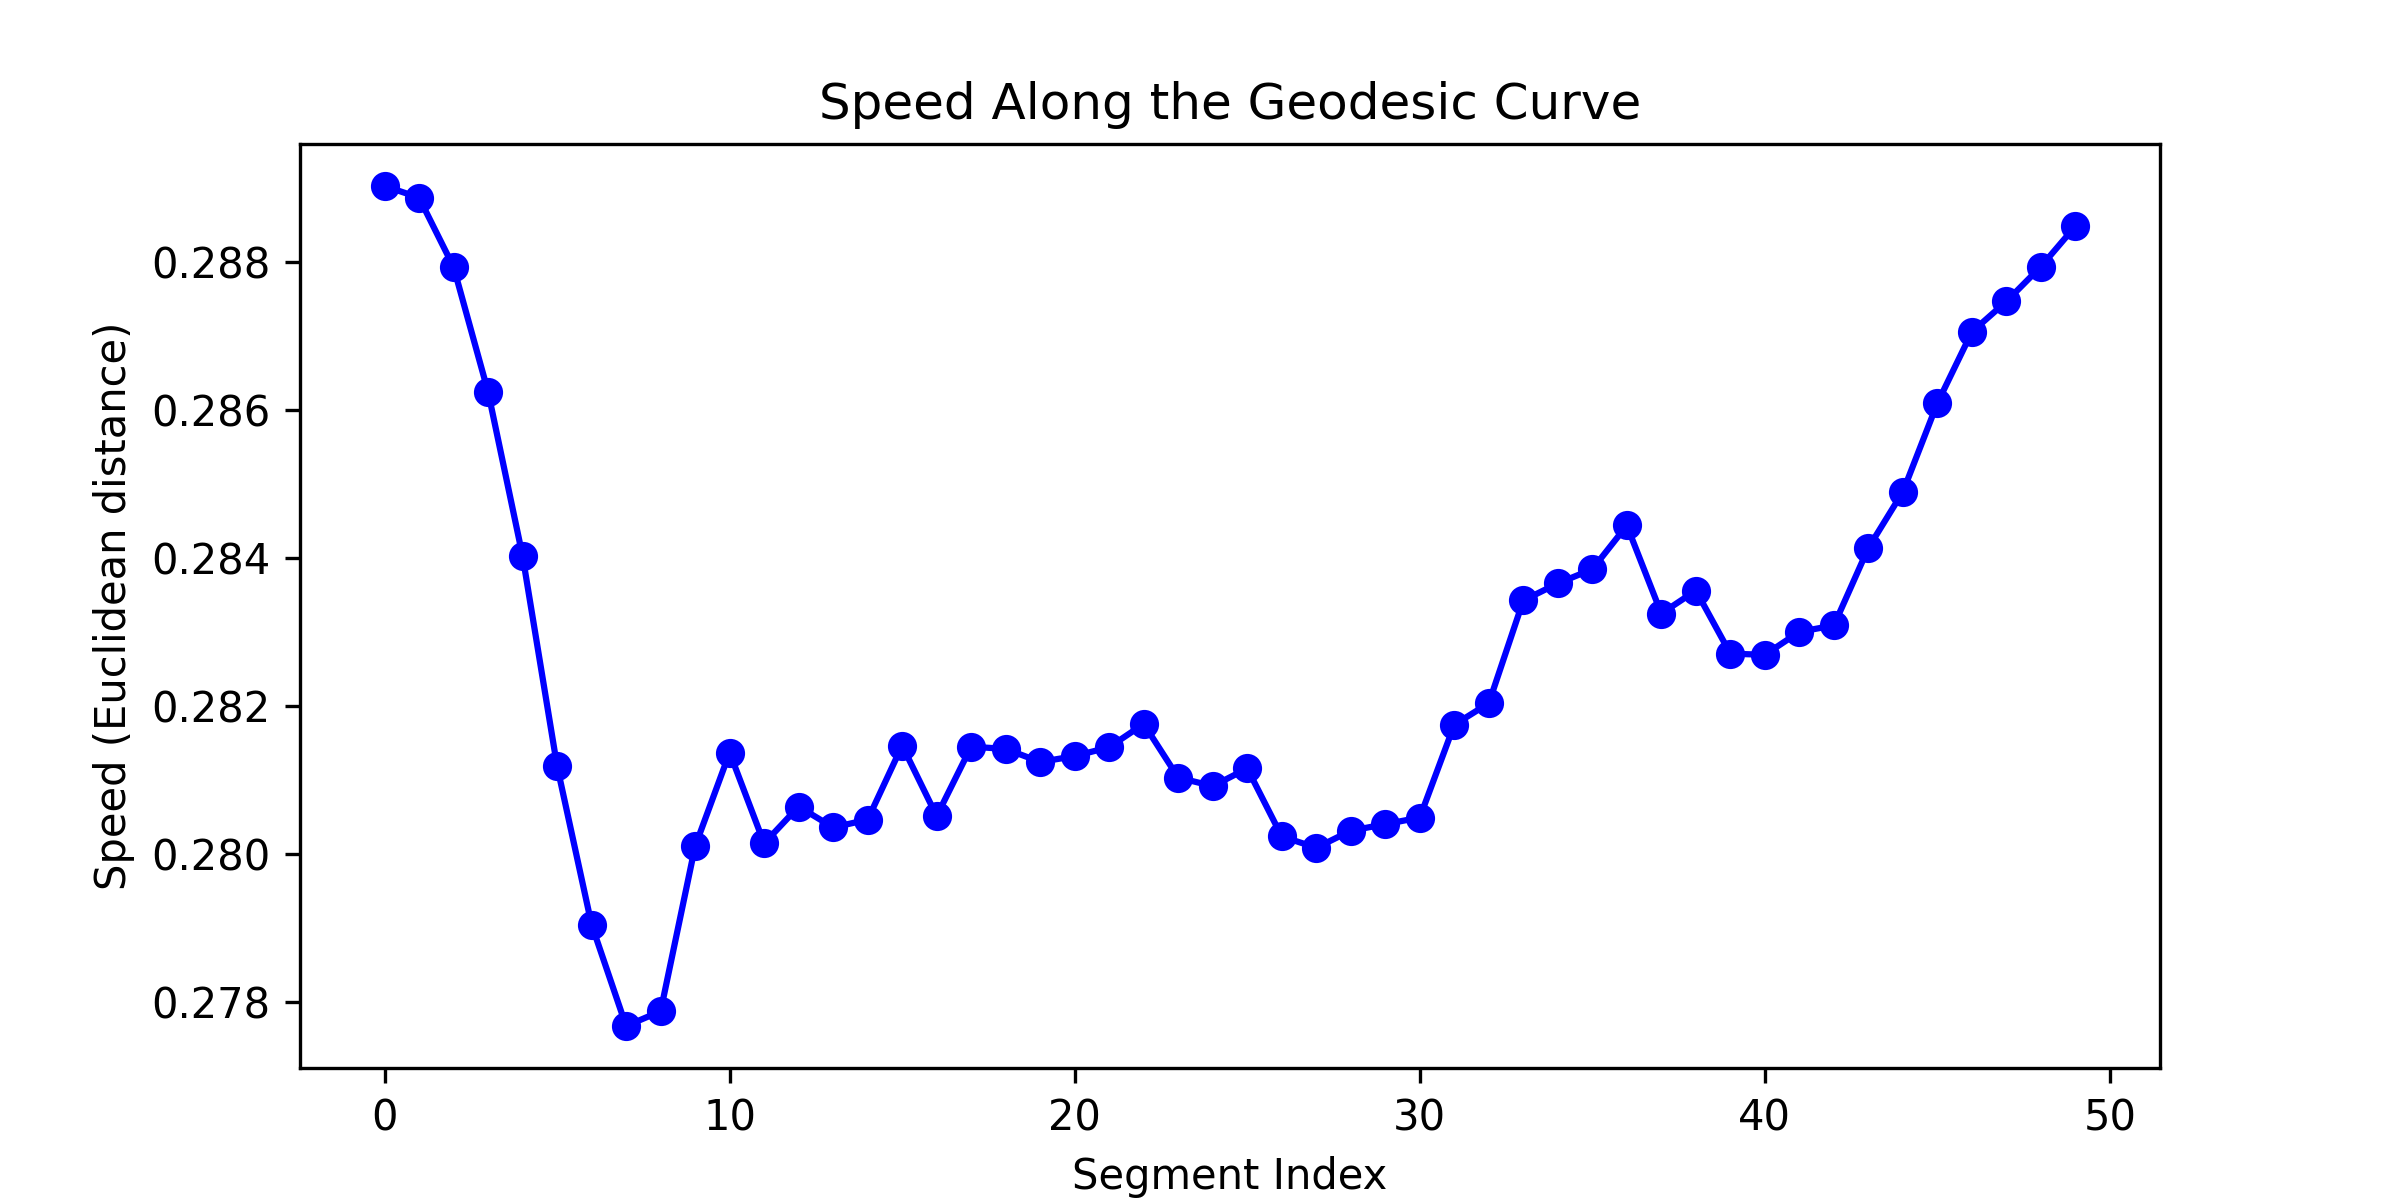 Speed Along the Geodesic Curve
Speed (Euclidean distance)
0.288
0.286
0.284
0.282
0.280
0.278
0 10 20 30 40 50
Segment Index